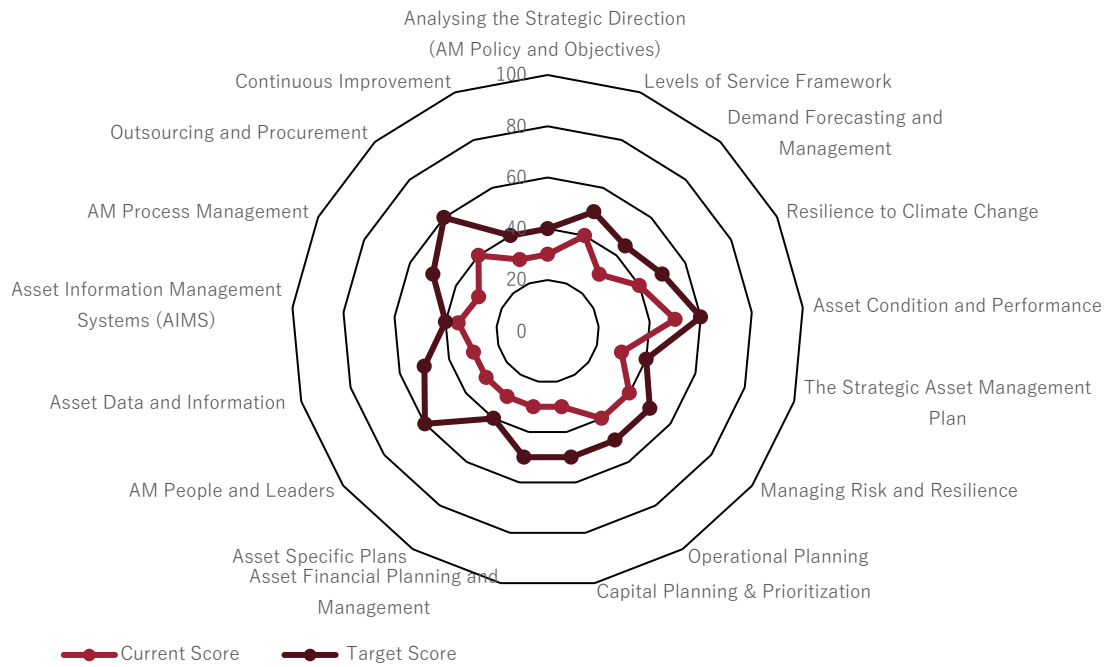 Analysing the Strategic Direction
(AM Policy and Objectives)
100
Continuous Improvement
Levels of Service Framework
Demand Forecasting and
Management
Outsourcing and Procurement
80
60
AM Process Management
Resilience to Climate Change
40
20
Asset Information Management
Systems (AIMS)
Asset Condition and Performance
0
The Strategic Asset Management
Plan
Asset Data and Information
AM People and Leaders
Managing Risk and Resilience
Asset Specific Plans
Operational Planning
Asset Financial Planning and
Management
Capital Planning & Prioritization
Current Score
Target Score